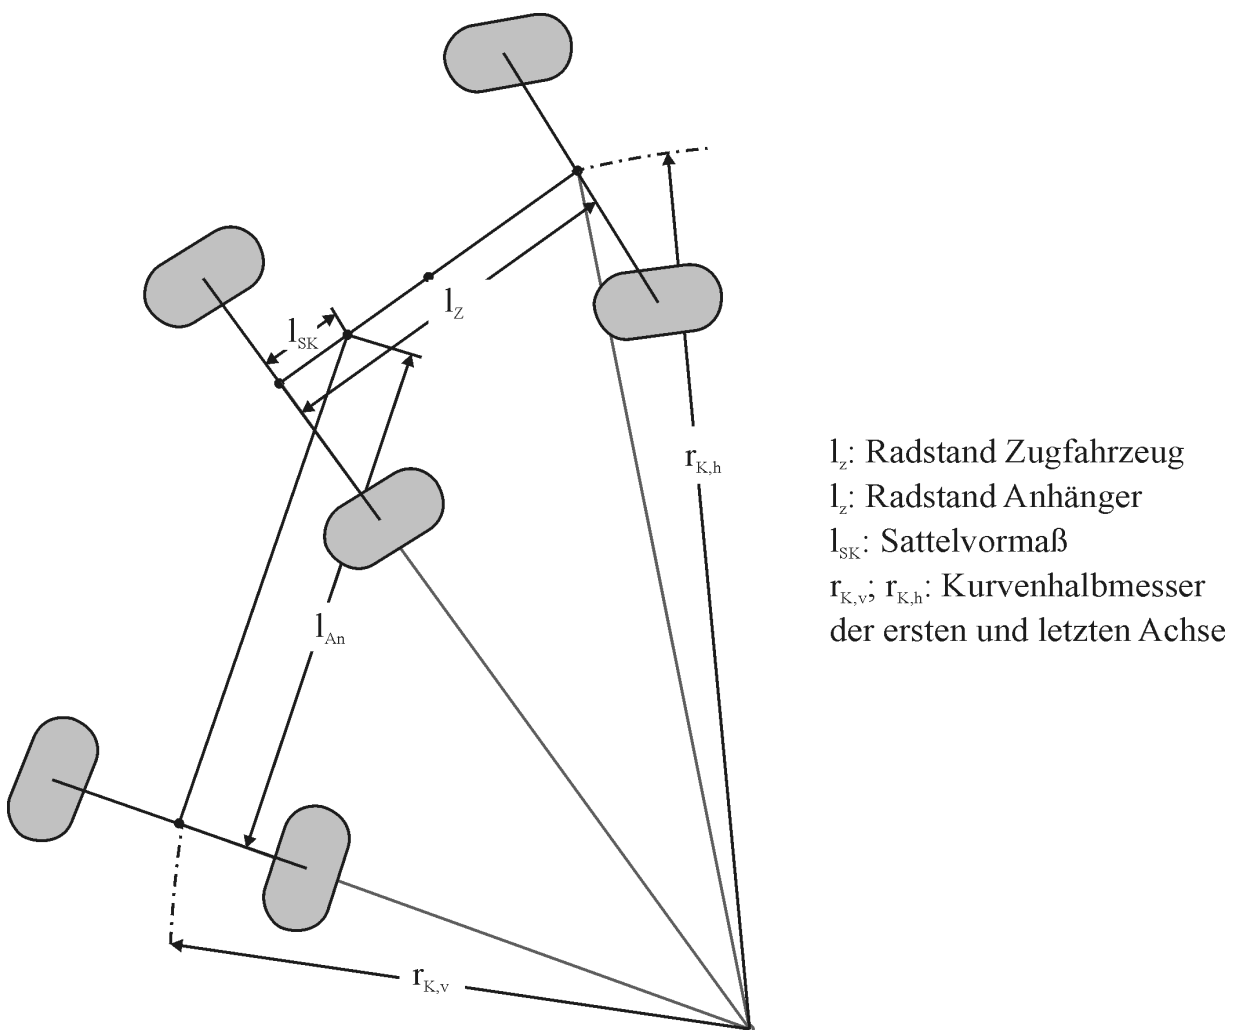 l_Z
l_SK
r_K,h
l_An
r_K,v
l_z: Radstand Zugfahrzeug
l_z: Radstand Anhänger
l_SK: Sattelvormaß
r_K,v; r_K,h: Kurvenhalbmesser
der ersten und letzten Achse